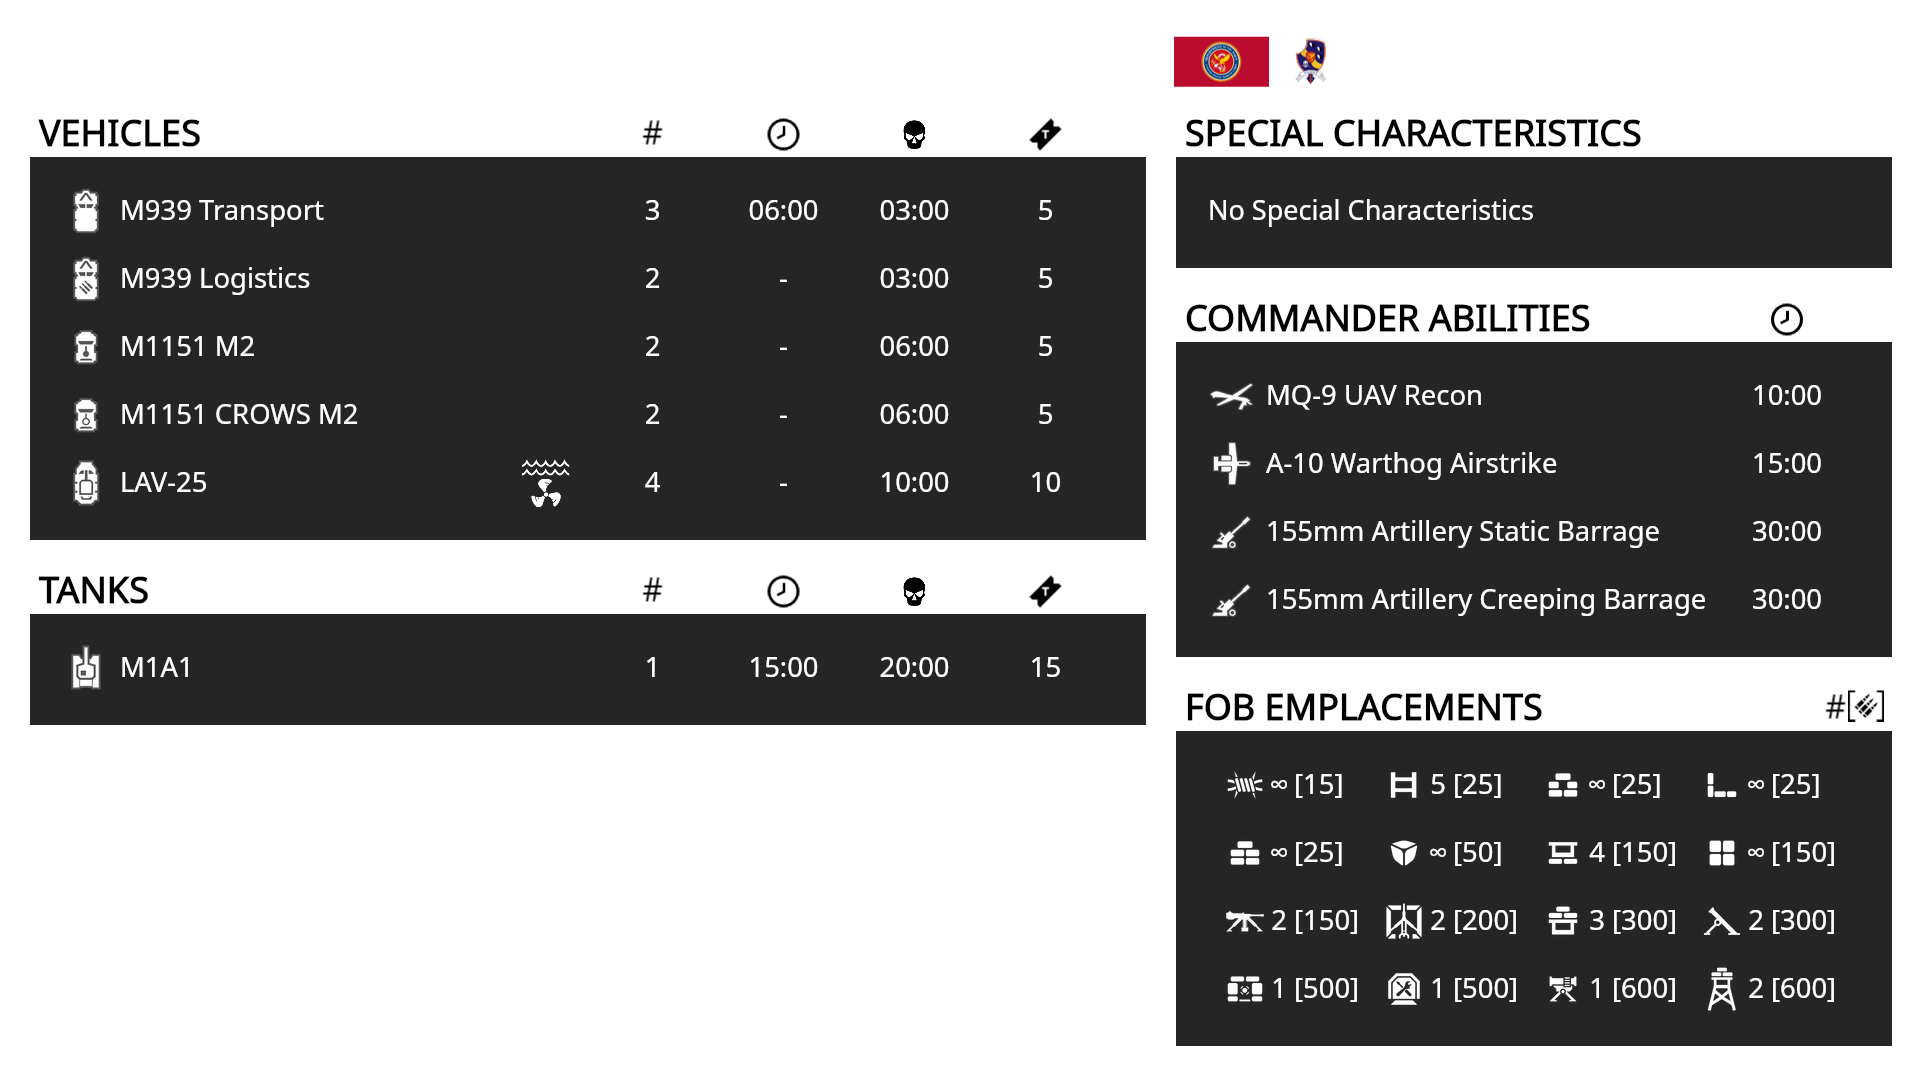 VEHICLES #
M939 Transport 3 06:00 03:00 5
M939 Logistics 2 - 03:00 5
M1151 M2 2 - 06:00 5
M1151 CROWS M2 2 - 06:00 5
LAV-25 4 - 10:00 10
TANKS #
M1A1 1 15:00 20:00 15
SPECIAL CHARACTERISTICS
No Special Characteristics
COMMANDER ABILITIES
MQ-9 UAV Recon 10:00
A-10 Warthog Airstrike 15:00
155mm Artillery Static Barrage 30:00
155mm Artillery Creeping Barrage 30:00
FOB EMPLACEMENTS #[ ]
∞ [15] 5 [25] ∞ [25] ∞ [25]
∞ [25] ∞ [50] 4 [150] ∞ [150]
2 [150] 2 [200] 3 [300] 2 [300]
1 [500] 1 [500] 1 [600] 2 [600]